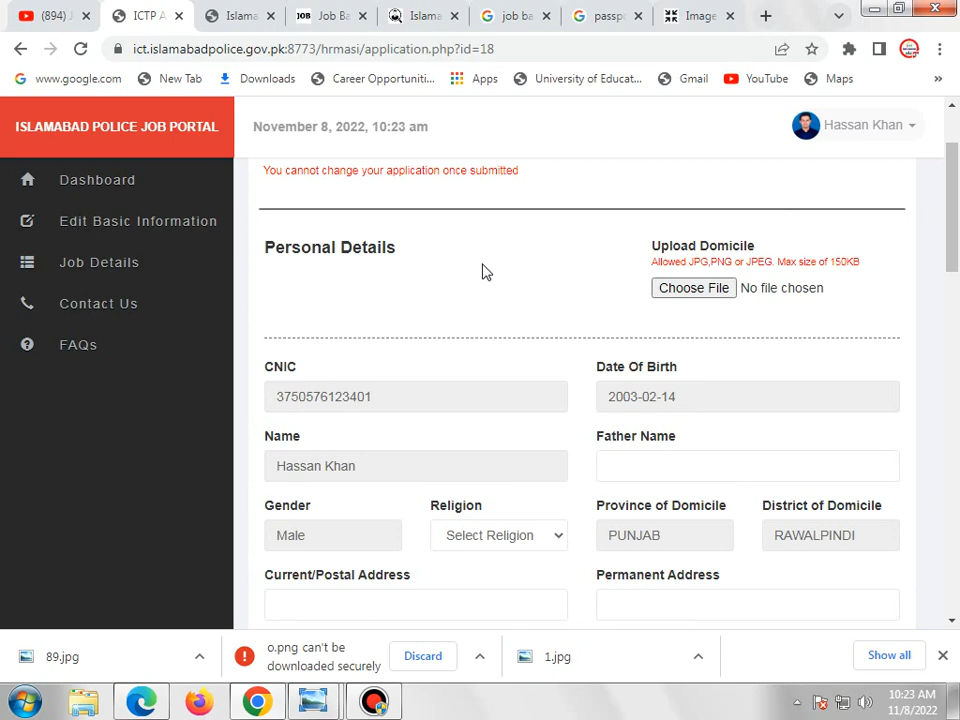 (894) J
ICTP A
Islama
JOB Job Ba
Islama
job ba
passp
Image
ict.islamabadpolice.gov.pk:8773/hrmasi/application.php?id=18
www.google.com New Tab Downloads Career Opportuniti... Apps University of Educat... Gmail YouTube Maps »
ISLAMABAD POLICE JOB PORTAL
November 8, 2022, 10:23 am
Hassan Khan
Dashboard
Edit Basic Information
Job Details
Contact Us
FAQs
You cannot change your application once submitted
Personal Details
Upload Domicile
Allowed JPG,PNG or JPEG. Max size of 150KB
Choose File No file chosen
CNIC
Date Of Birth
3750576123401
2003-02-14
Name
Father Name
Hassan Khan
Gender
Religion
Province of Domicile
District of Domicile
Male
Select Religion
PUNJAB
RAWALPINDI
Current/Postal Address
Permanent Address
89.jpg
o.png can't be
downloaded securely
Discard
1.jpg
Show all
10:23 AM
11/8/2022